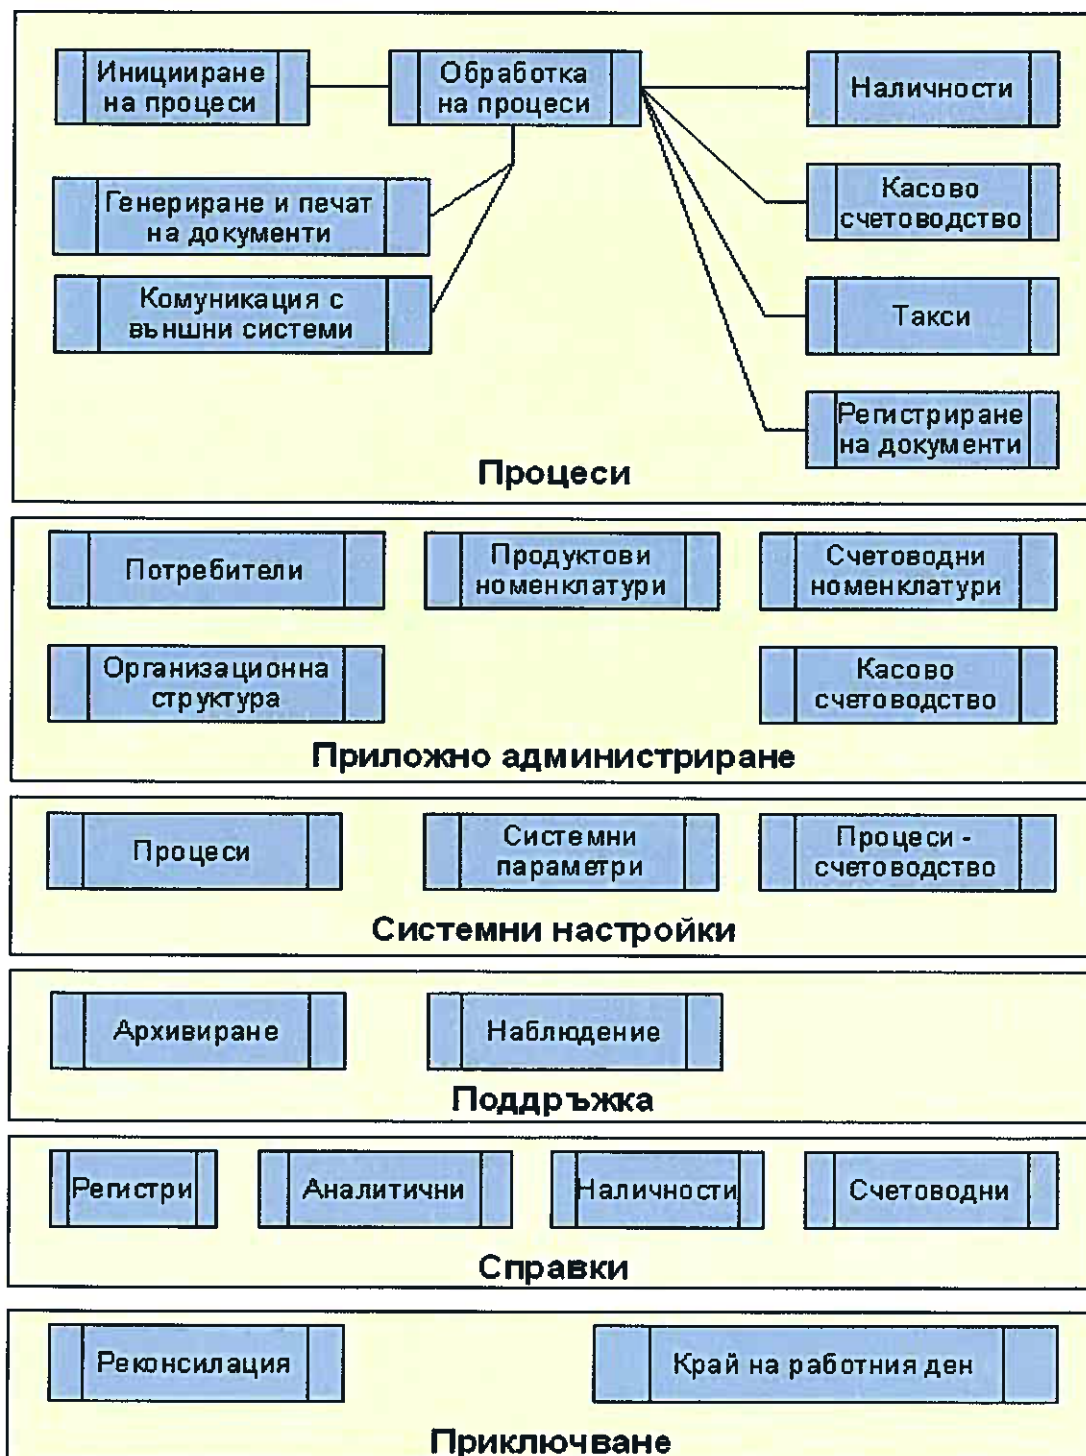 Иницииране
на процеси
Обработка
на процеси
Наличности
Генериране и печат
на документи
Касово
счетоводство
Комуникация с
външни системи
Такси
Регистриране
на документи
Процеси
Потребители
Продуктови
номенклатури
Счетоводни
номенклатури
Организационна
структура
Касово
счетоводство
Приложно администриране
Процеси
Системни
параметри
Процеси -
счетоводство
Системни настройки
Архивиране
Наблюдение
Поддръжка
Регистри
Аналитични
Наличности
Счетоводни
Справки
Реконсилация
Край на работния ден
Приключване